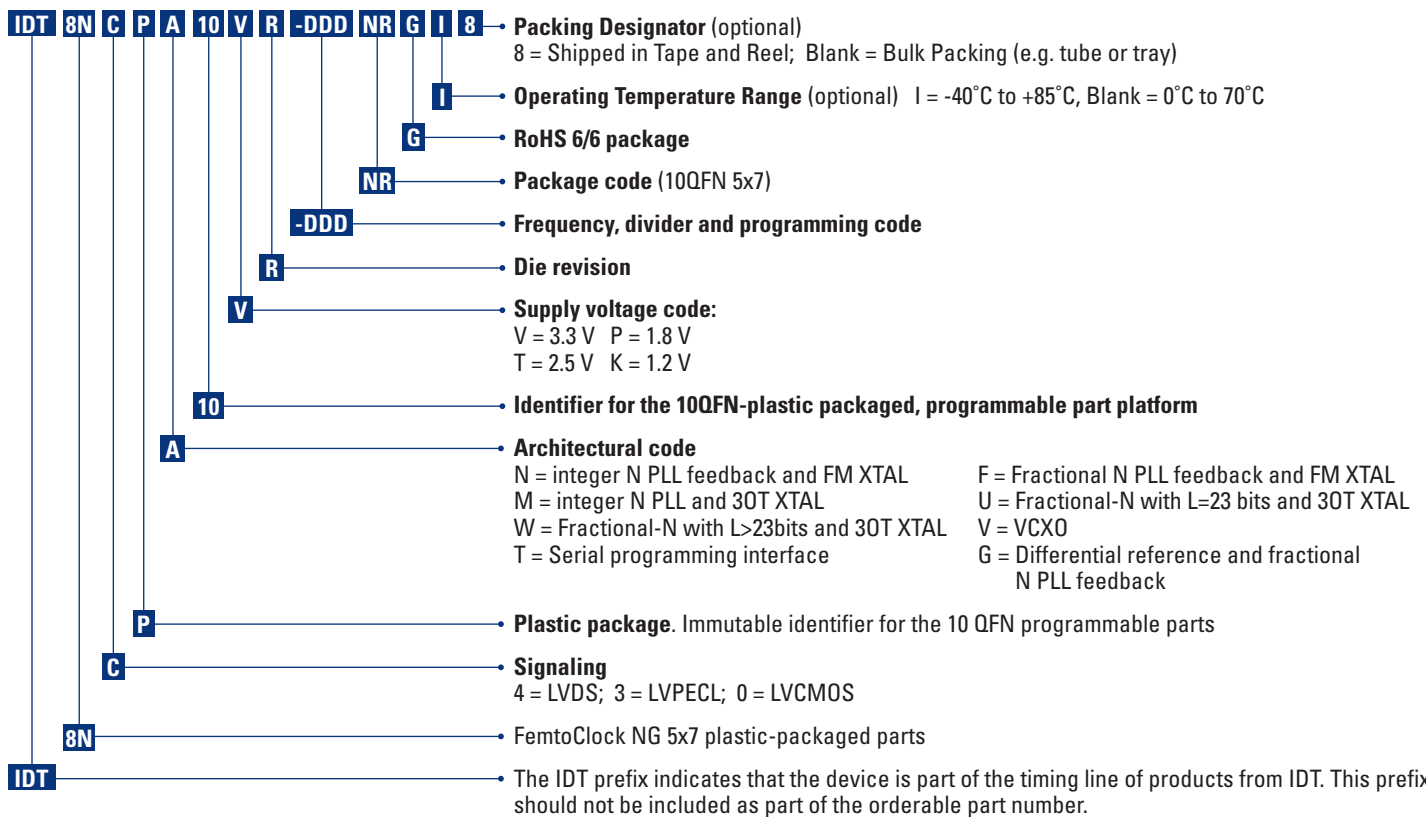 IDT 8N C P A 10 V R -DDD NR G I 8 Packing Designator (optional)
8 = Shipped in Tape and Reel; Blank = Bulk Packing (e.g. tube or tray)
I Operating Temperature Range (optional) I = -40˚C to +85˚C, Blank = 0˚C to 70˚C
G RoHS 6/6 package
NR Package code (10QFN 5x7)
-DDD Frequency, divider and programming code
R Die revision
V Supply voltage code:
V = 3.3 V P = 1.8 V
T = 2.5 V K = 1.2 V
10 Identifier for the 10QFN-plastic packaged, programmable part platform
A Architectural code
N = integer N PLL feedback and FM XTAL F = Fractional N PLL feedback and FM XTAL
M = integer N PLL and 3OT XTAL U = Fractional-N with L=23 bits and 3OT XTAL
W = Fractional-N with L>23bits and 3OT XTAL V = VCXO
T = Serial programming interface G = Differential reference and fractional
N PLL feedback
P Plastic package. Immutable identifier for the 10 QFN programmable parts
C Signaling
4 = LVDS; 3 = LVPECL; 0 = LVCMOS
8N FemtoClock NG 5x7 plastic-packaged parts
IDT The IDT prefix indicates that the device is part of the timing line of products from IDT. This prefix
should not be included as part of the orderable part number.